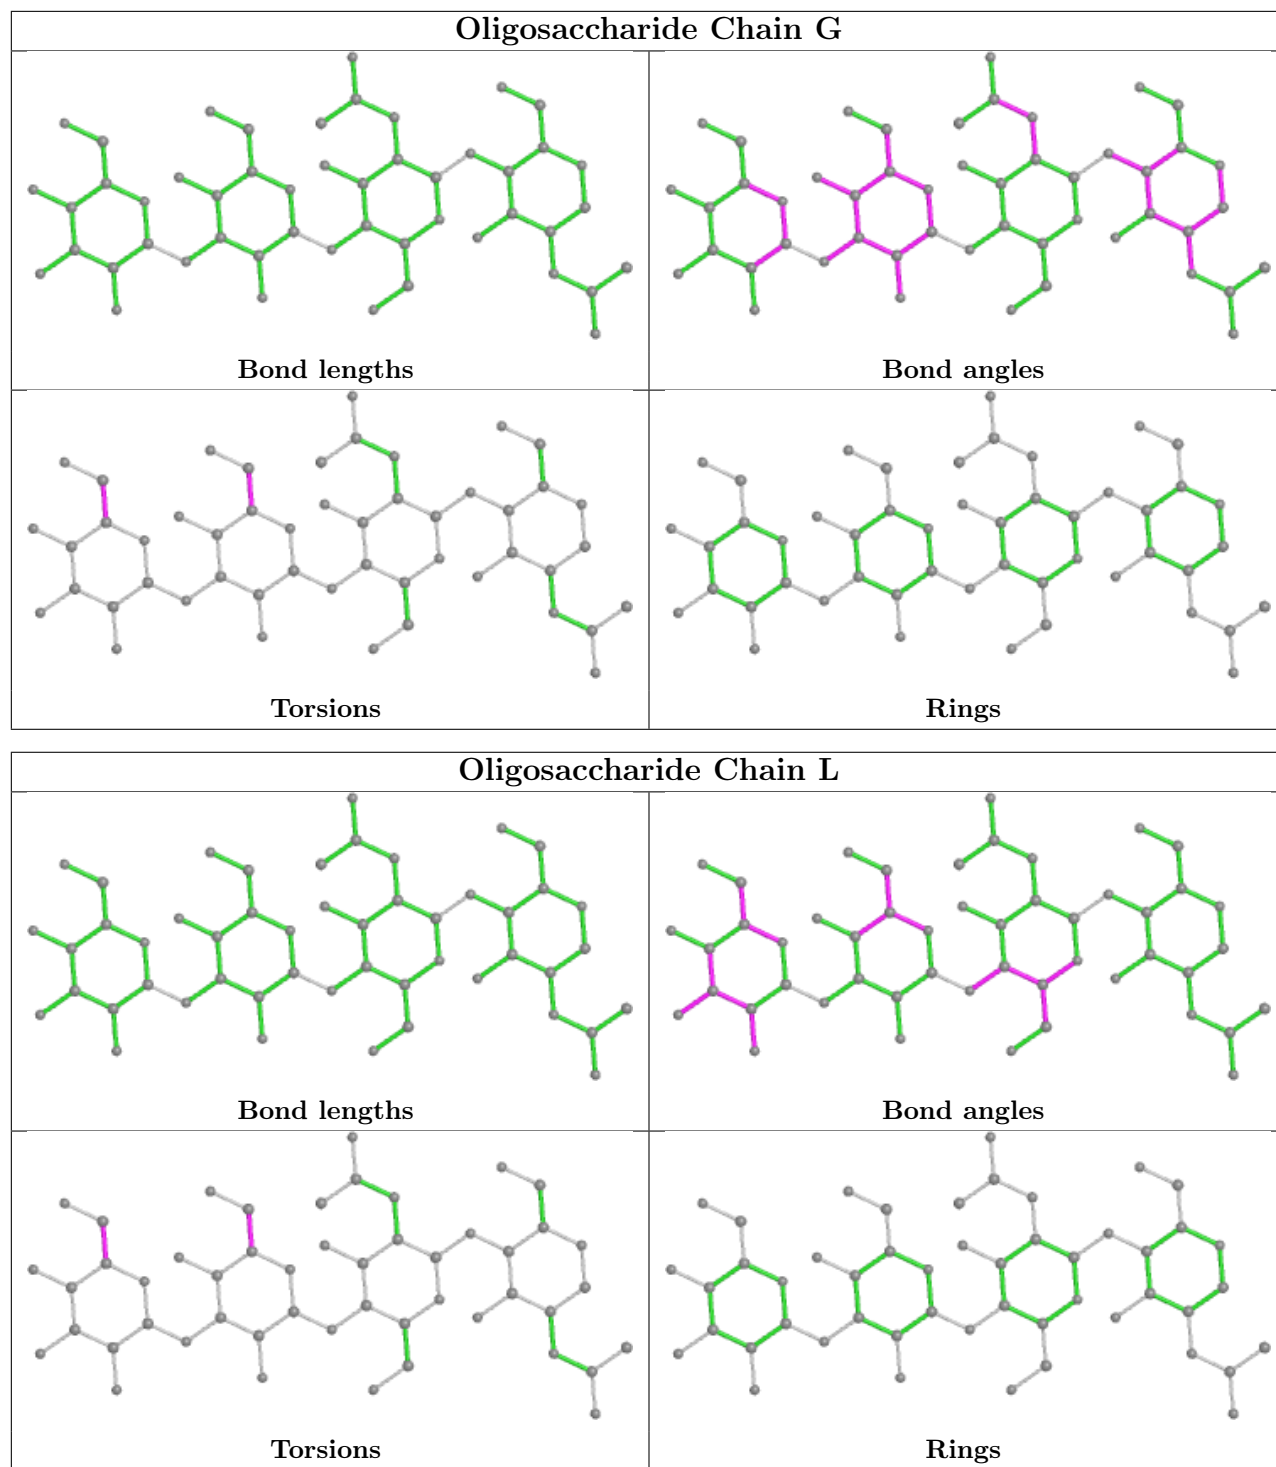 Oligosaccharide Chain G
Bond lengths
Bond angles
Torsions
Rings
Oligosaccharide Chain L
Bond lengths
Bond angles
Torsions
Rings